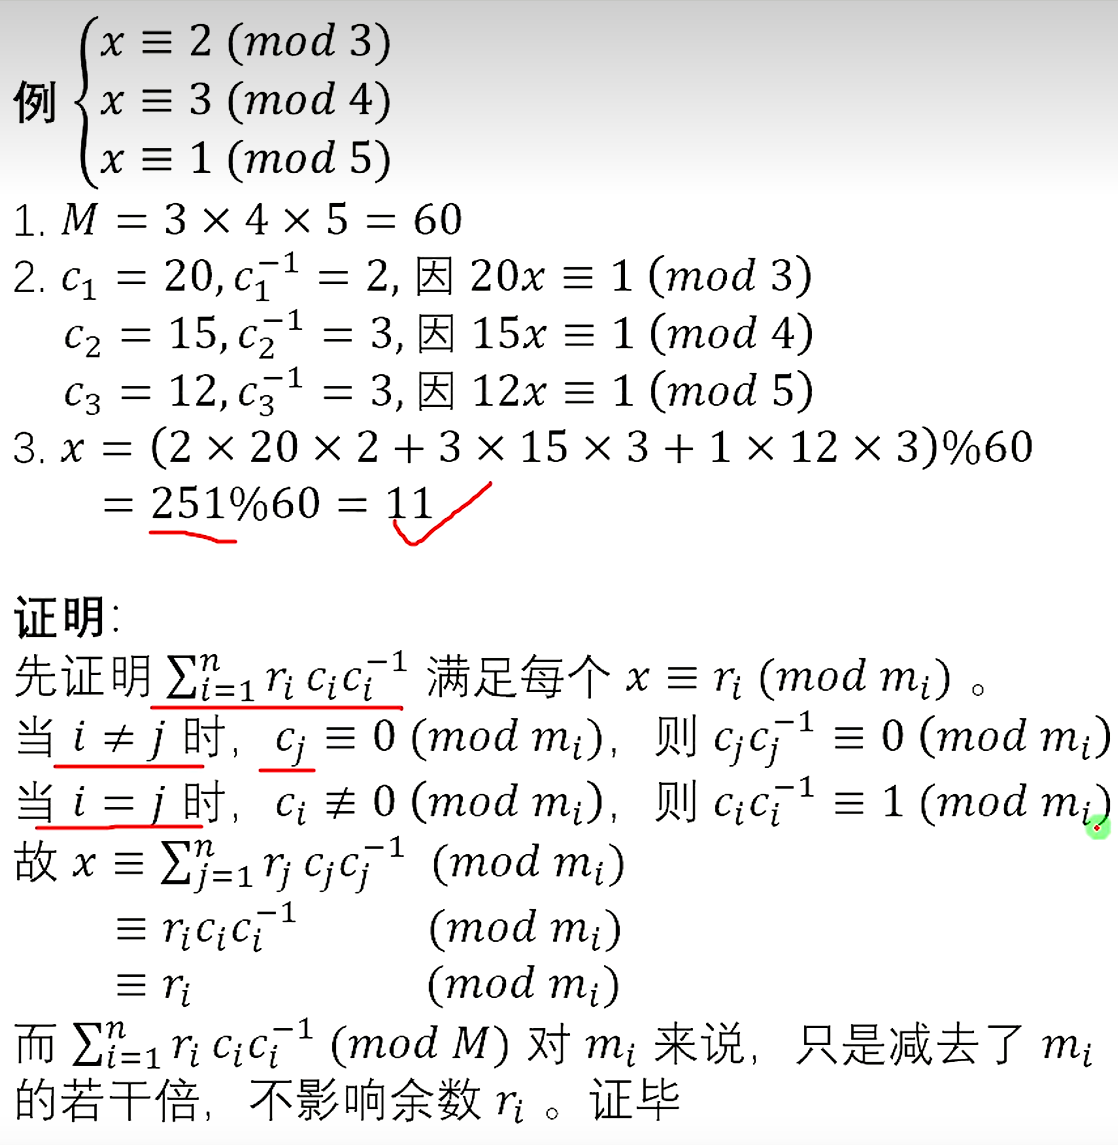 例 { x ≡ 2 (mod 3)
x ≡ 3 (mod 4)
x ≡ 1 (mod 5)
1. M = 3 × 4 × 5 = 60
2. c₁ = 20, c₁⁻¹ = 2, 因 20x ≡ 1 (mod 3)
c₂ = 15, c₂⁻¹ = 3, 因 15x ≡ 1 (mod 4)
c₃ = 12, c₃⁻¹ = 3, 因 12x ≡ 1 (mod 5)
3. x = (2 × 20 × 2 + 3 × 15 × 3 + 1 × 12 × 3)%60
= 251%60 = 11
证明:
先证明 ∑ⁿᵢ₌₁ rᵢ cᵢcᵢ⁻¹ 满足每个 x ≡ rᵢ (mod mᵢ) 。
当 i ≠ j 时, cⱼ ≡ 0 (mod mᵢ), 则 cⱼcⱼ⁻¹ ≡ 0 (mod mᵢ)
当 i = j 时, cᵢ ≢ 0 (mod mᵢ), 则 cᵢcᵢ⁻¹ ≡ 1 (mod mᵢ)
故 x ≡ ∑ⁿⱼ₌₁ rⱼ cⱼcⱼ⁻¹ (mod mᵢ)
≡ rᵢcᵢcᵢ⁻¹ (mod mᵢ)
≡ rᵢ (mod mᵢ)
而 ∑ⁿᵢ₌₁ rᵢ cᵢcᵢ⁻¹ (mod M) 对 mᵢ 来说, 只是减去了 mᵢ
的若干倍, 不影响余数 rᵢ 。证毕